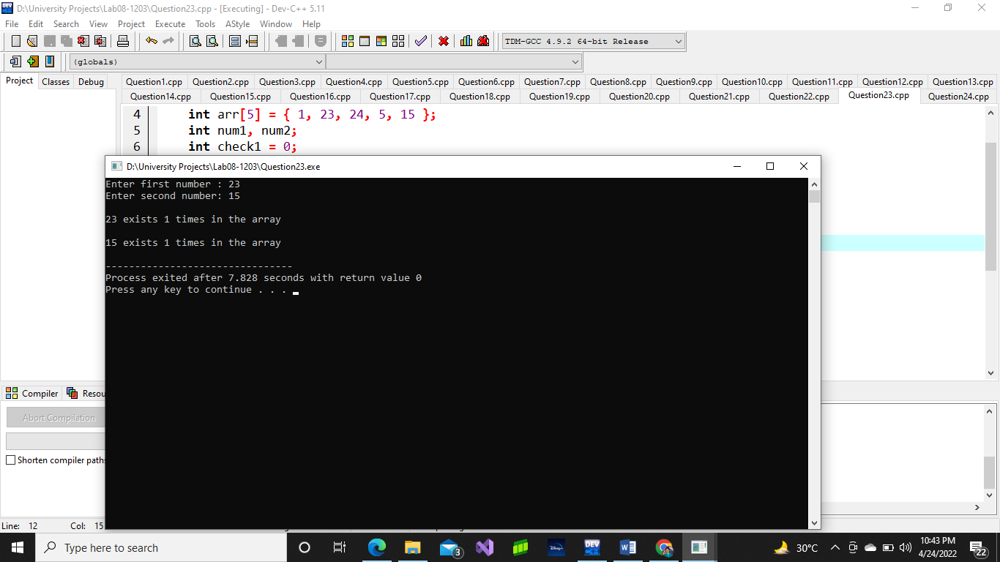 D:\University Projects\Lab08-1203\Question23.cpp - [Executing] - Dev-C++ 5.11
File Edit Search View Project Execute Tools AStyle Window Help
TDM-GCC 4.9.2 64-bit Release
(globals)
Project Classes Debug
Question1.cpp Question2.cpp Question3.cpp Question4.cpp Question5.cpp Question6.cpp Question7.cpp Question8.cpp Question9.cpp Question10.cpp Question11.cpp Question12.cpp Question13.cpp
Question14.cpp Question15.cpp Question16.cpp Question17.cpp Question18.cpp Question19.cpp Question20.cpp Question21.cpp Question22.cpp Question23.cpp Question24.cpp
4 int arr[5] = { 1, 23, 24, 5, 15 };
5 int num1, num2;
6 int check1 = 0;
D:\University Projects\Lab08-1203\Question23.exe
Enter first number : 23
Enter second number: 15
23 exists 1 times in the array
15 exists 1 times in the array
--------------------------------
Process exited after 7.828 seconds with return value 0
Press any key to continue . . .
Compiler Resou
Abort Compilation
Shorten compiler paths
Line: 12 Col: 15
Type here to search
3
DEV
Disney+
DEV
30°C
10:43 PM
4/24/2022
22